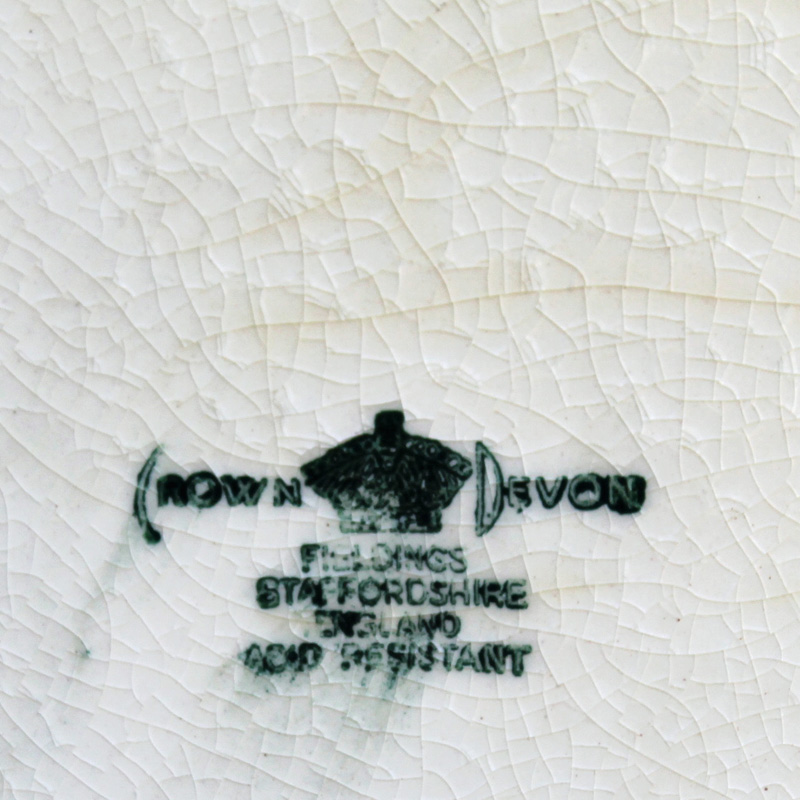 CROWN DEVON
FIELDINGS
STAFFORDSHIRE
ENGLAND
ACID RESISTANT